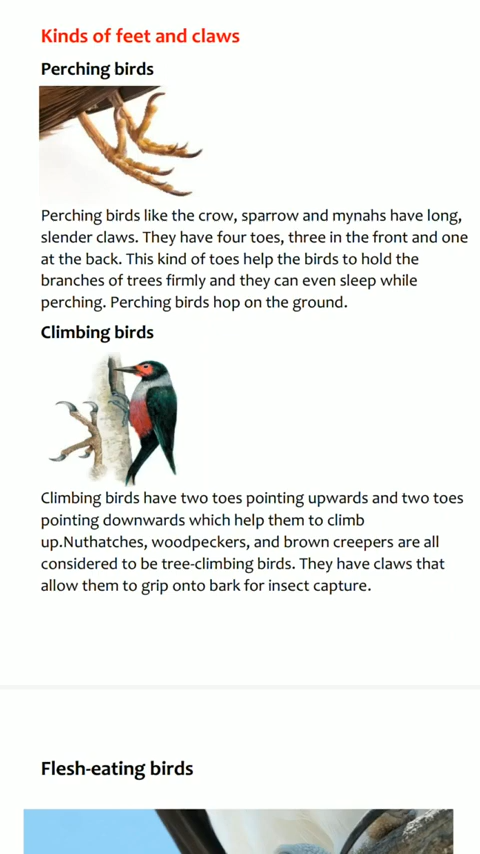 Kinds of feet and claws
Perching birds
Perching birds like the crow, sparrow and mynahs have long,
slender claws. They have four toes, three in the front and one
at the back. This kind of toes help the birds to hold the
branches of trees firmly and they can even sleep while
perching. Perching birds hop on the ground.
Climbing birds
Climbing birds have two toes pointing upwards and two toes
pointing downwards which help them to climb
up.Nuthatches, woodpeckers, and brown creepers are all
considered to be tree-climbing birds. They have claws that
allow them to grip onto bark for insect capture.
Flesh-eating birds